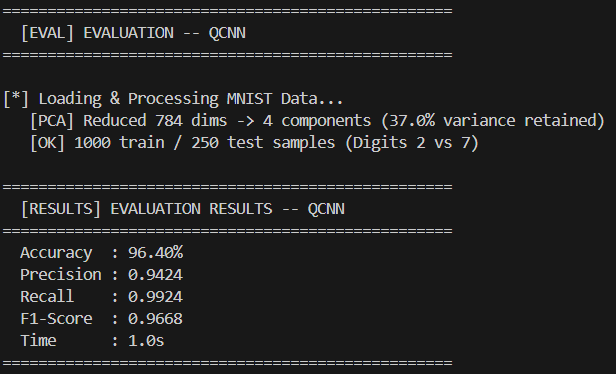 ==================================================
[EVAL] EVALUATION -- QCNN
==================================================
[*] Loading & Processing MNIST Data...
[PCA] Reduced 784 dims -> 4 components (37.0% variance retained)
[OK] 1000 train / 250 test samples (Digits 2 vs 7)
==================================================
[RESULTS] EVALUATION RESULTS -- QCNN
==================================================
Accuracy  : 96.40%
Precision : 0.9424
Recall    : 0.9924
F1-Score  : 0.9668
Time      : 1.0s
==================================================